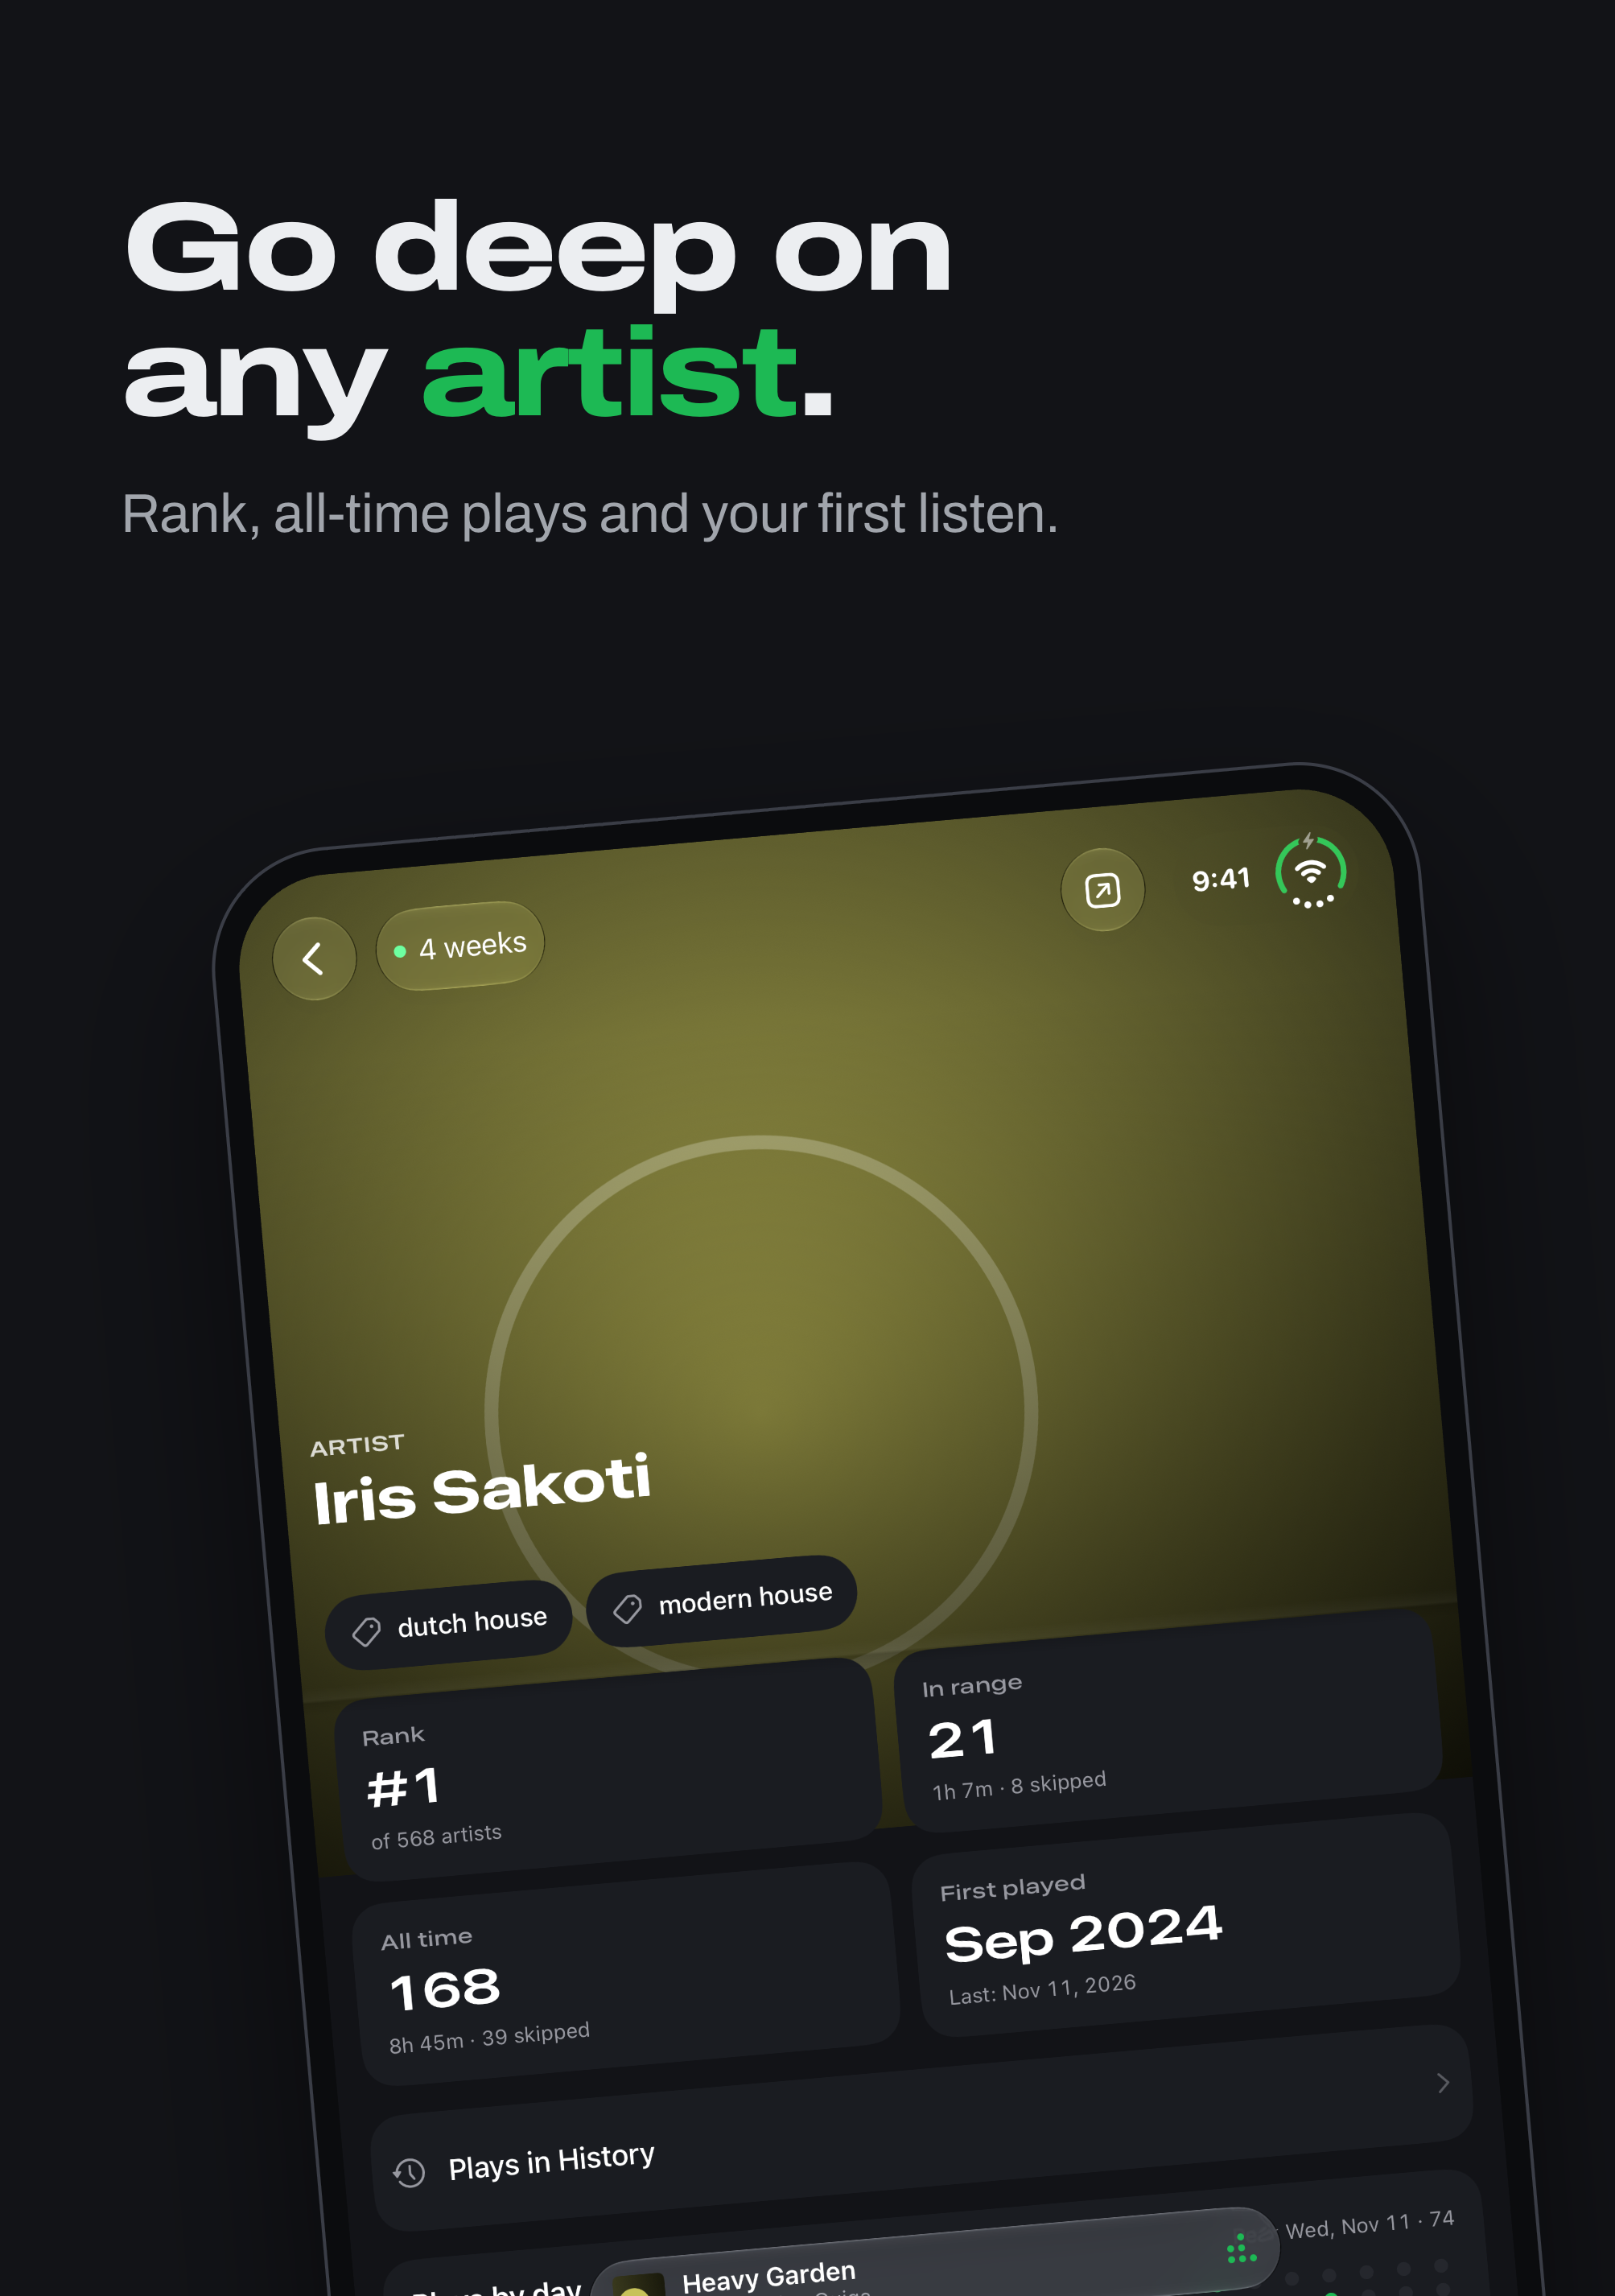 Go deep on
any artist.
Rank, all-time plays and your first listen.
9:41
4 weeks
ARTIST
Iris Sakoti
dutch house
modern house
Rank
#1
of 568 artists
In range
21
1h 7m · 8 skipped
All time
168
8h 45m · 39 skipped
First played
Sep 2024
Last: Nov 11, 2026
Plays in History
Plays by day
Wed, Nov 11 · 74
Heavy Garden